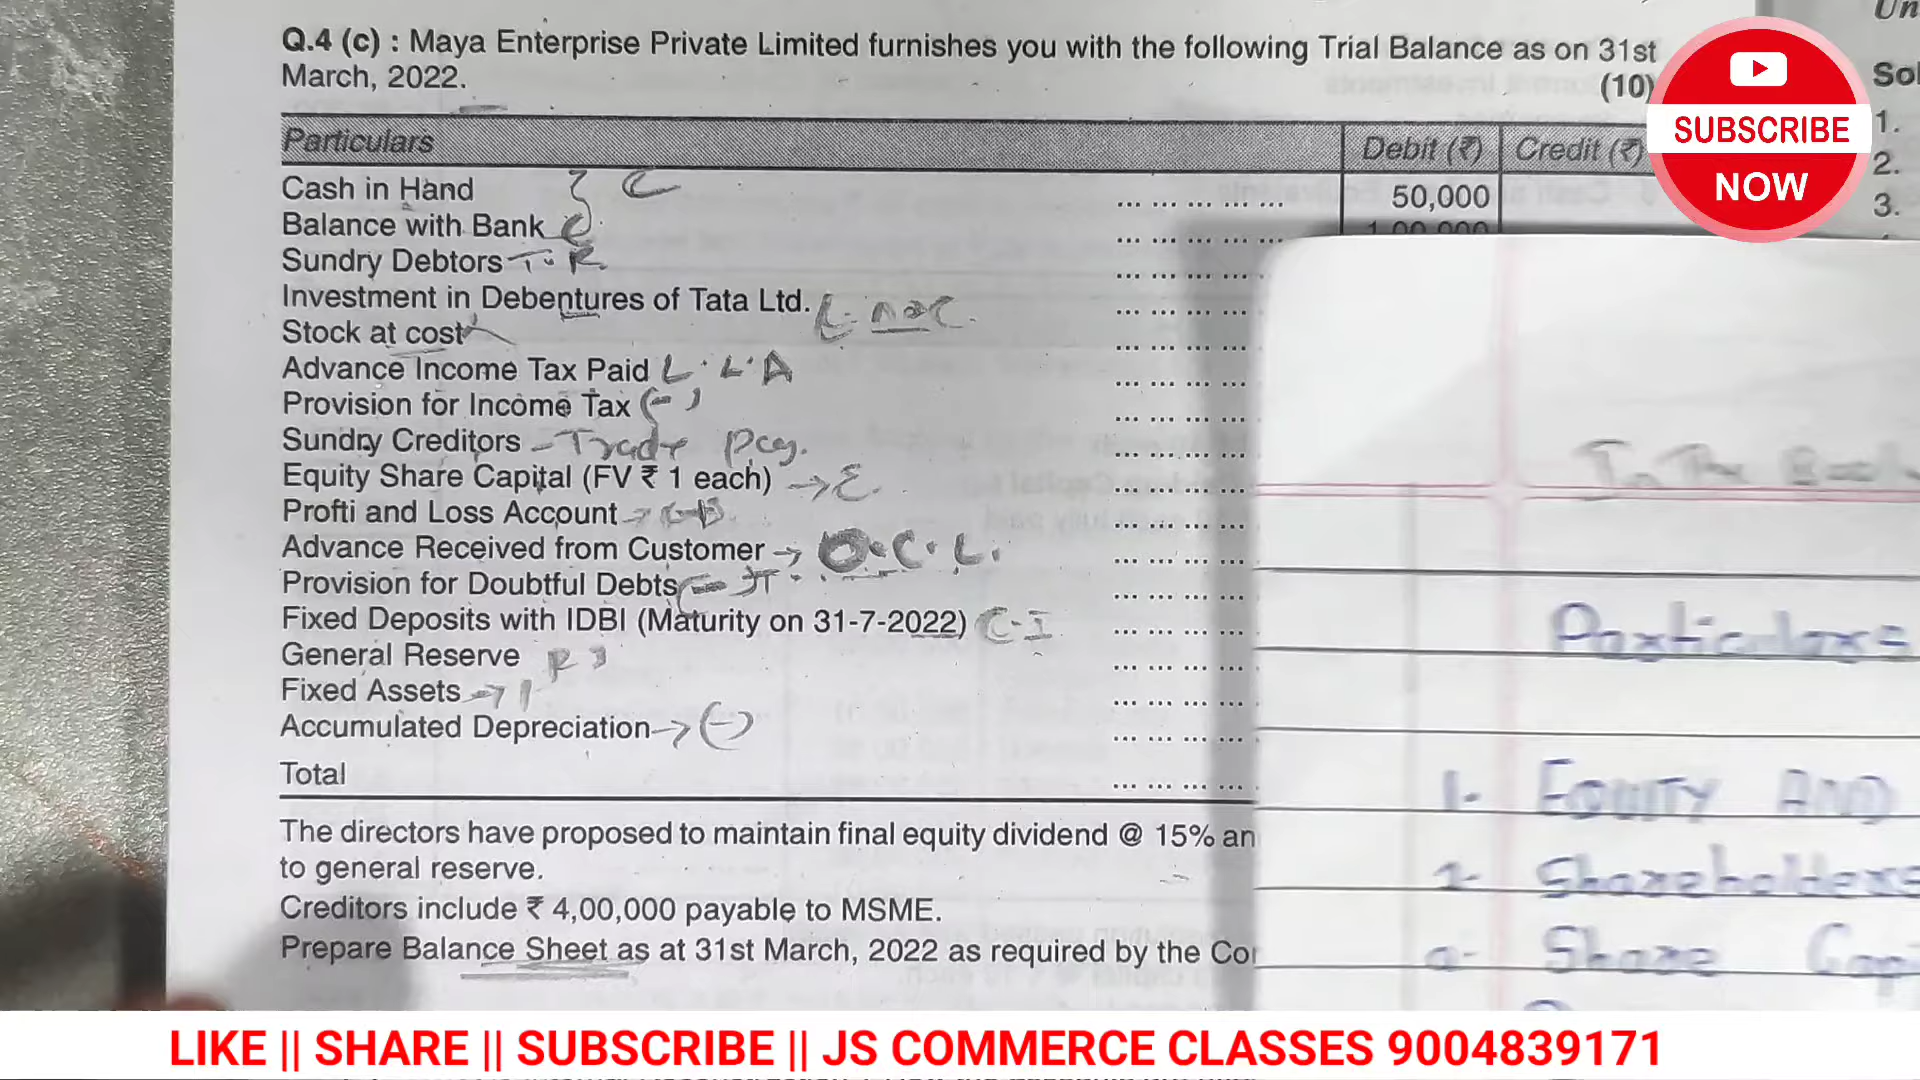 Q.4 (c) : Maya Enterprise Private Limited furnishes you with the following Trial Balance as on 31st
March, 2022. (10)
Particulars Debit (₹) Credit (₹)
Cash in Hand ... ... ... ... ... 50,000
Balance with Bank ... ... ... ... ... 1,00,000
Sundry Debtors T. R. ... ... ... ...
Investment in Debentures of Tata Ltd. ... ... ... ...
Stock at cost ... ... ... ...
Advance Income Tax Paid L. L. A ... ... ... ...
Provision for Income Tax (-) ... ... ... ...
Sundry Creditors - Trade pay. ... ... ... ...
Equity Share Capital (FV ₹ 1 each) ... ... ... ...
Profti and Loss Account ... ... ... ...
Advance Received from Customer → O.C.L. ... ... ... ...
Provision for Doubtful Debts ... ... ... ...
Fixed Deposits with IDBI (Maturity on 31-7-2022) C-I ... ... ... ...
General Reserve ... ... ... ...
Fixed Assets ... ... ... ...
Accumulated Depreciation → (-) ... ... ... ...
Total ... ... ... ...
The directors have proposed to maintain final equity dividend @ 15% an
to general reserve.
Creditors include ₹ 4,00,000 payable to MSME.
Prepare Balance Sheet as at 31st March, 2022 as required by the
In The
Particulars
1- EQUITY AND
Shareholders
a- Share
Un
Sol
1.
2.
3.
SUBSCRIBE
NOW
LIKE || SHARE || SUBSCRIBE || JS COMMERCE CLASSES 9004839171